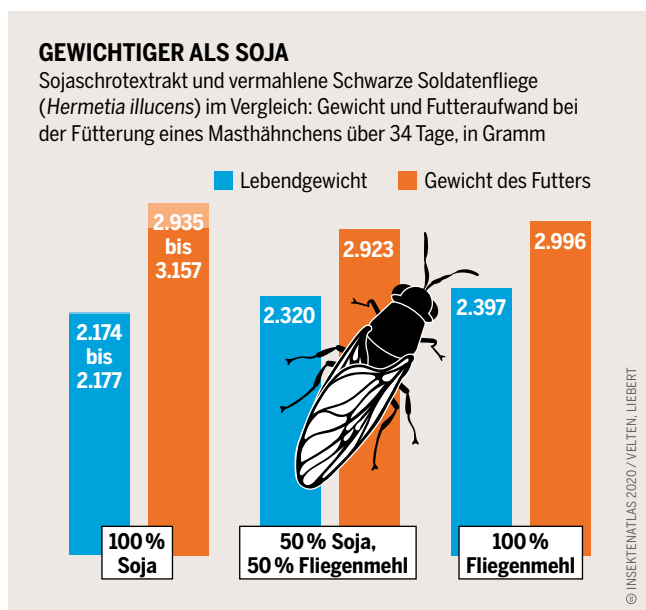 GEWICHTIGER ALS SOJA
Sojaschrotextrakt und vermahlene Schwarze Soldatenfliege
(Hermetia illucens) im Vergleich: Gewicht und Futteraufwand bei
der Fütterung eines Masthähnchens über 34 Tage, in Gramm
Lebendgewicht
Gewicht des Futters
2.174
bis
2.177
2.935
bis
3.157
2.320
2.923
2.397
2.996
100 %
Soja
50 % Soja,
50 % Fliegenmehl
100 %
Fliegenmehl
INSEKTENATLAS 2020 / VELTEN, LIEBERT